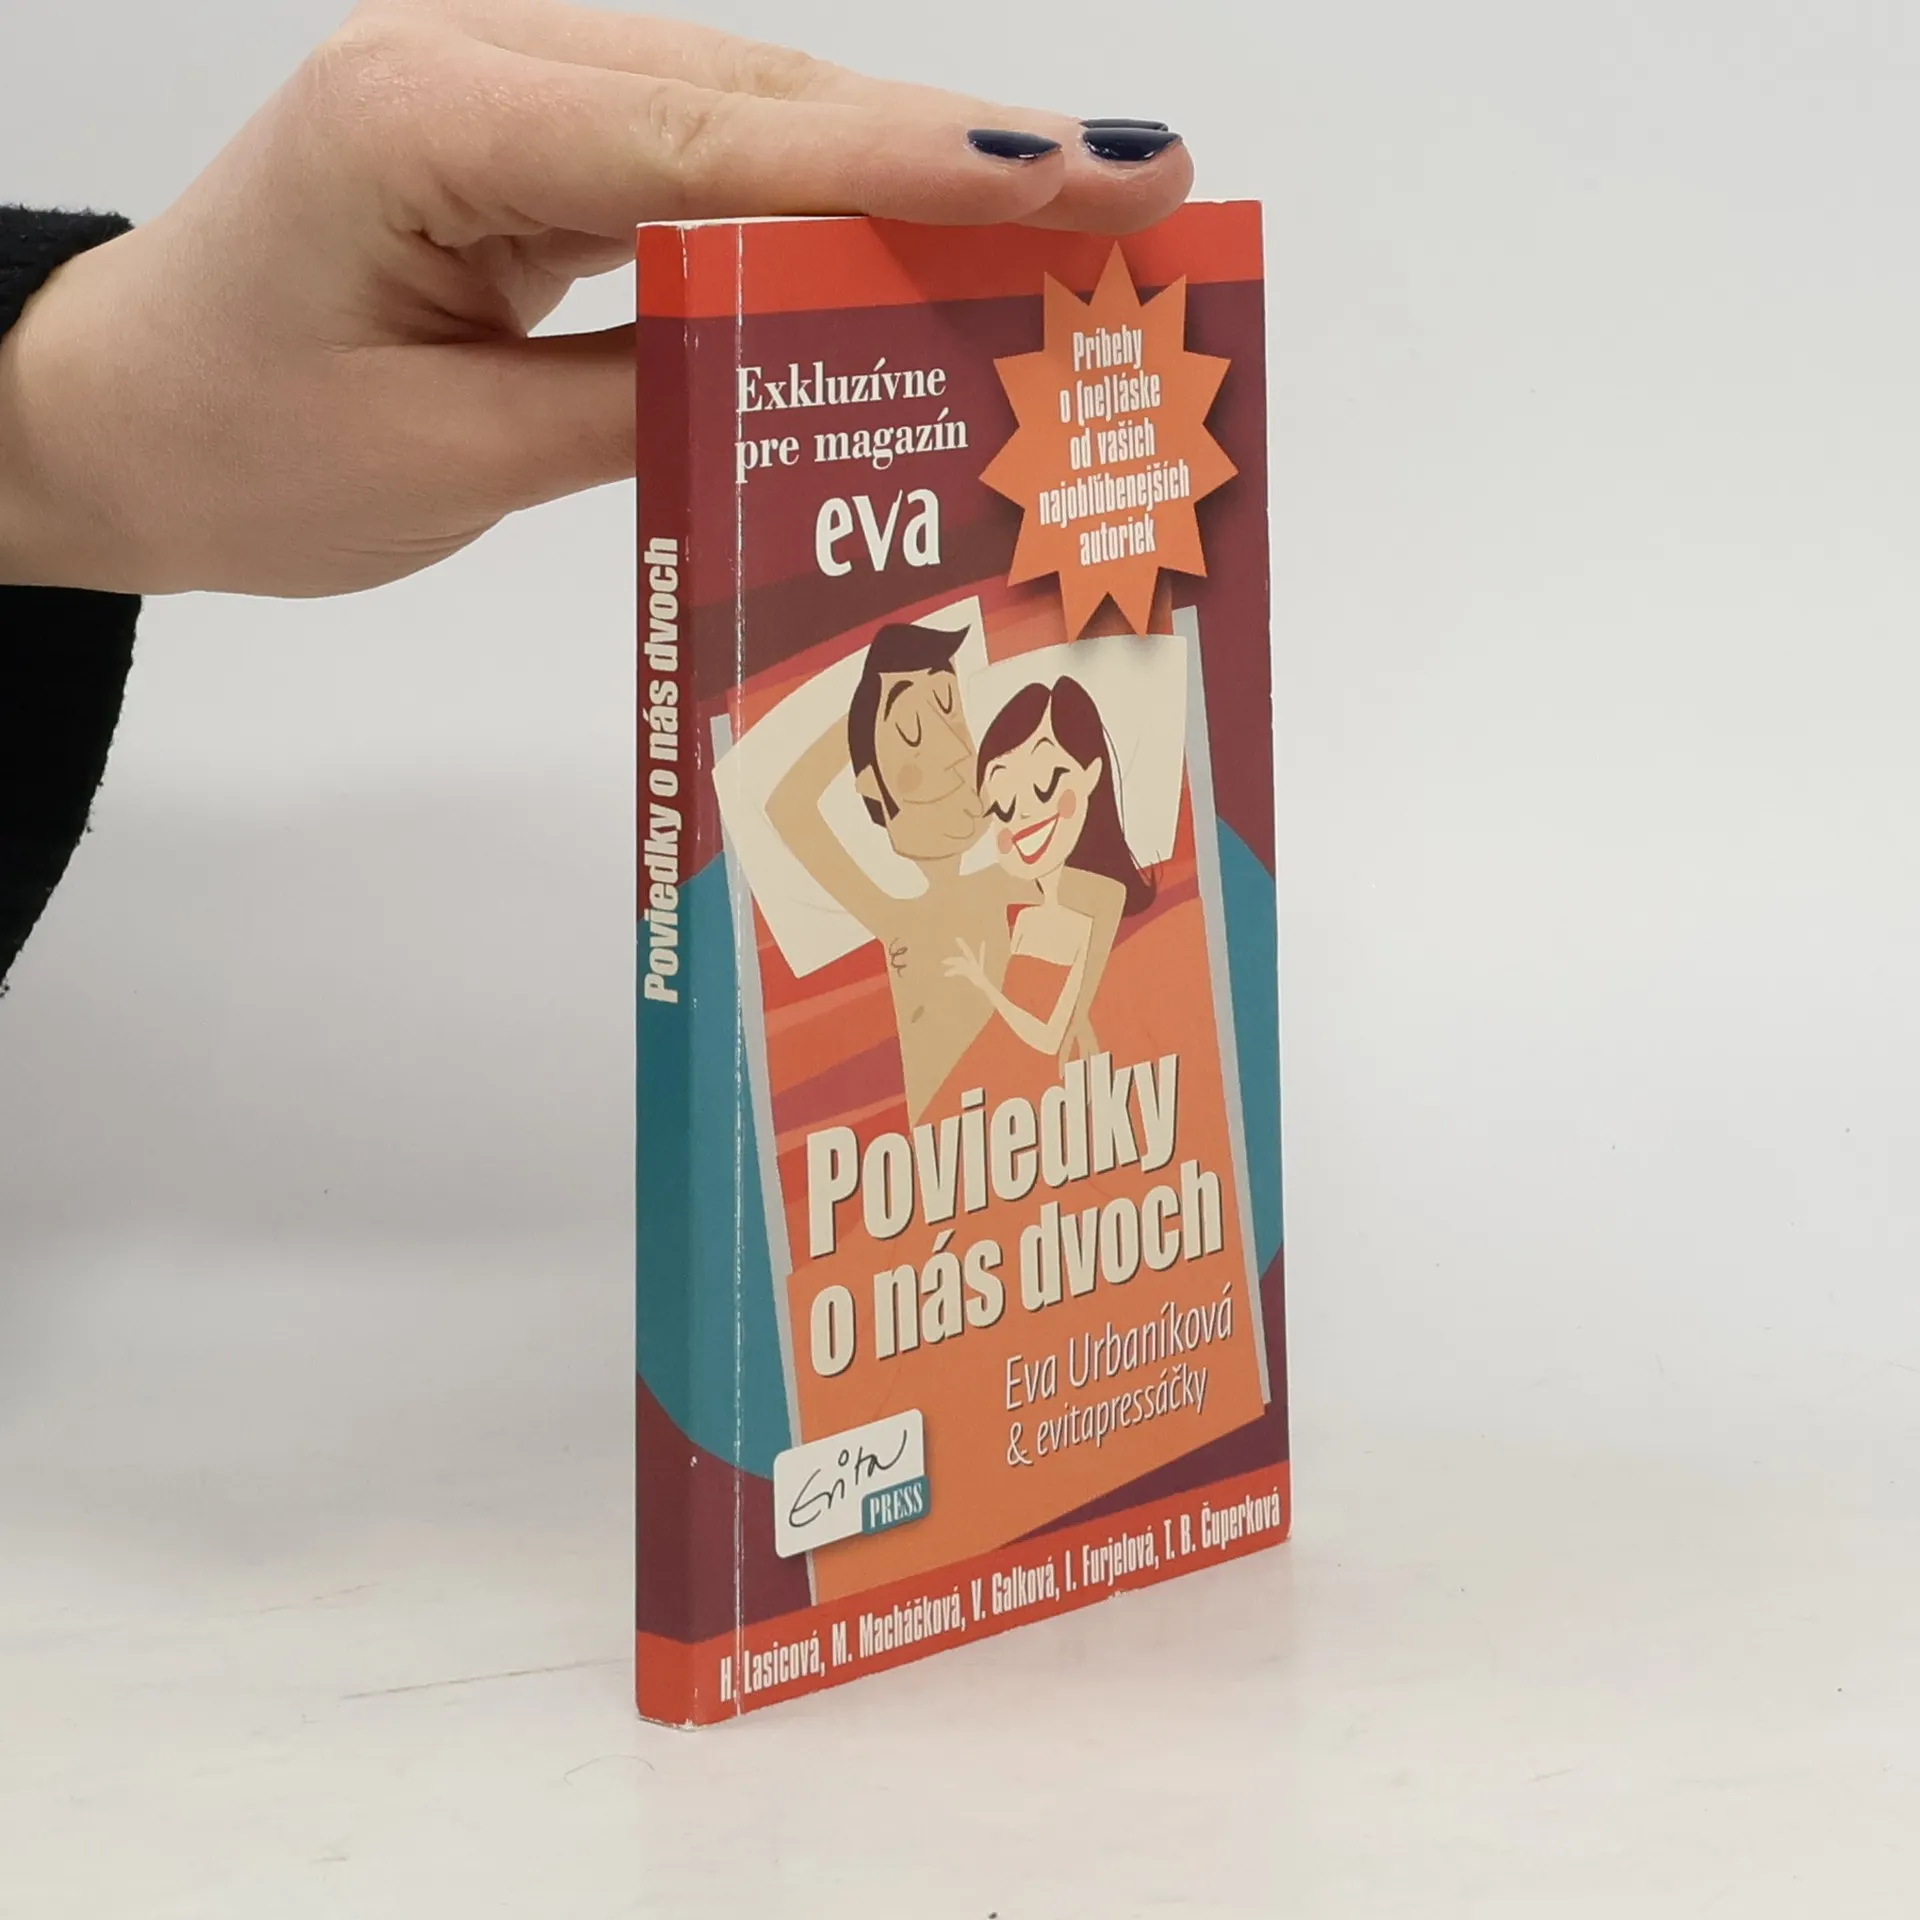 Exkluzívne
pre magazín
eva
Príbehy
o (ne)láske
od vašich
najobľúbenejších
autoriek
Poviedky o nás dvoch
Poviedky
o nás dvoch
Eva Urbaníková
& evitapressáčky
Evita
PRESS
H. Lasicová, M. Macháčková, V. Galková, I. Furjelová, T. B. Čuperková